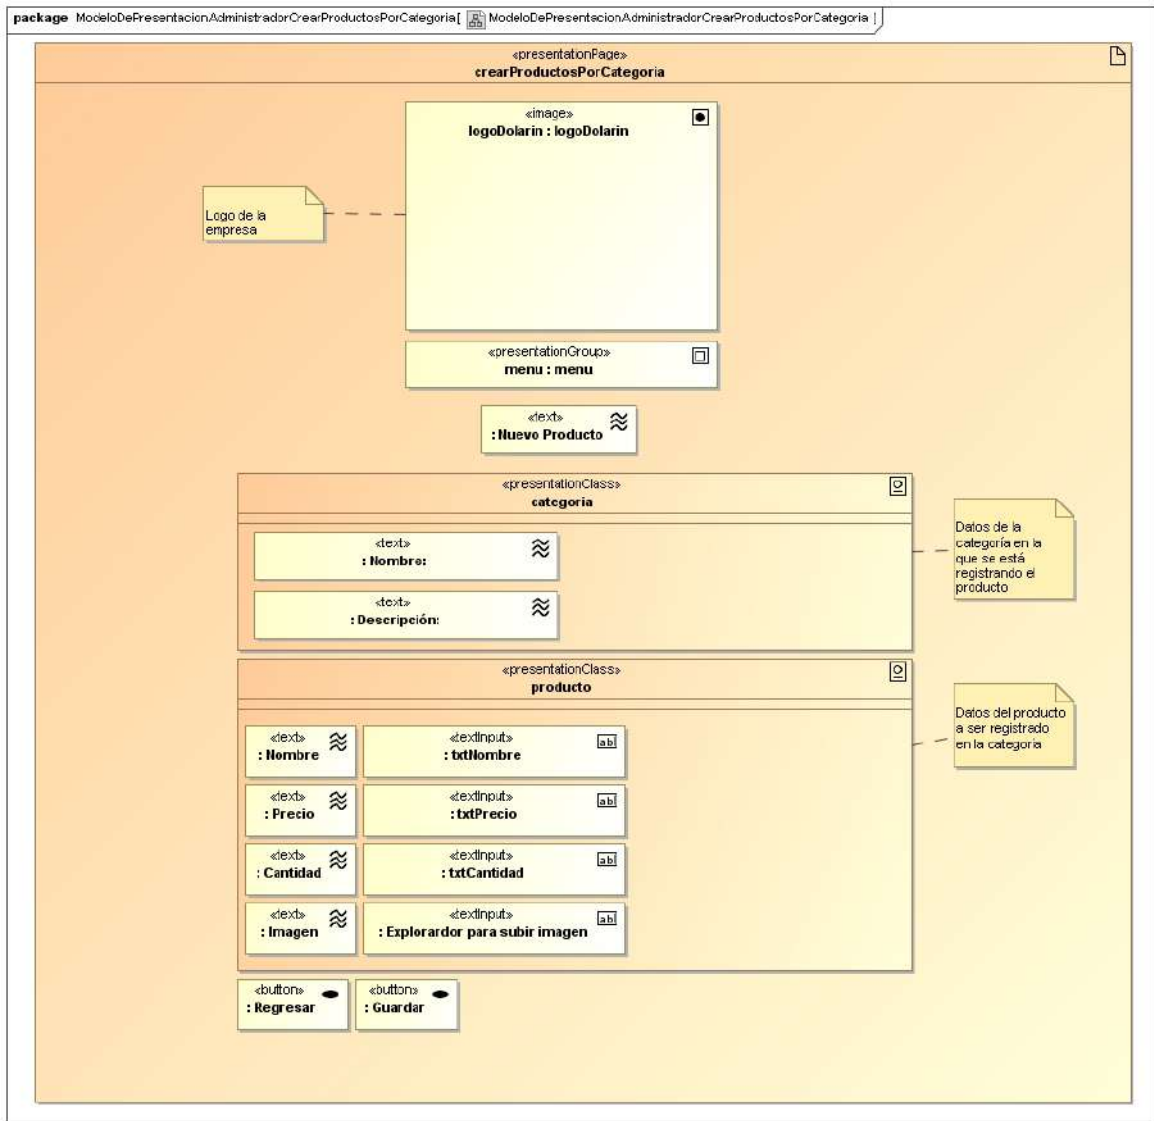 package ModeloDePresentacionAdministradorCrearProductosPorCategoria[ ModeloDePresentacionAdministradorCrearProductosPorCategoria ]
«presentationPage»
crearProductosPorCategoria
«image»
logoDolarin : logoDolarin
Logo de la
empresa
«presentationGroup»
menu : menu
«text»
: Nuevo Producto
«presentationClass»
categoria
«text»
: Nombre:
«text»
: Descripción:
Datos de la
categoría en la
que se está
registrando el
producto
«presentationClass»
producto
«text»
: Nombre
«textInput»
: txtNombre
«text»
: Precio
«textInput»
: txtPrecio
«text»
: Cantidad
«textInput»
: txtCantidad
«text»
: Imagen
«textInput»
: Explorardor para subir imagen
Datos del producto
a ser registrado
en la categoria
«button»
: Regresar
«button»
: Guardar